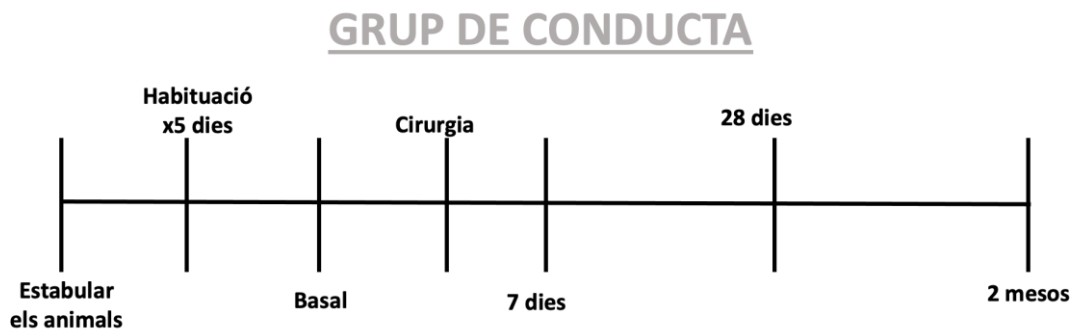 GRUP DE CONDUCTA
Habituació
x5 dies
Cirurgia
28 dies
Estabular
els animals
Basal
7 dies
2 mesos